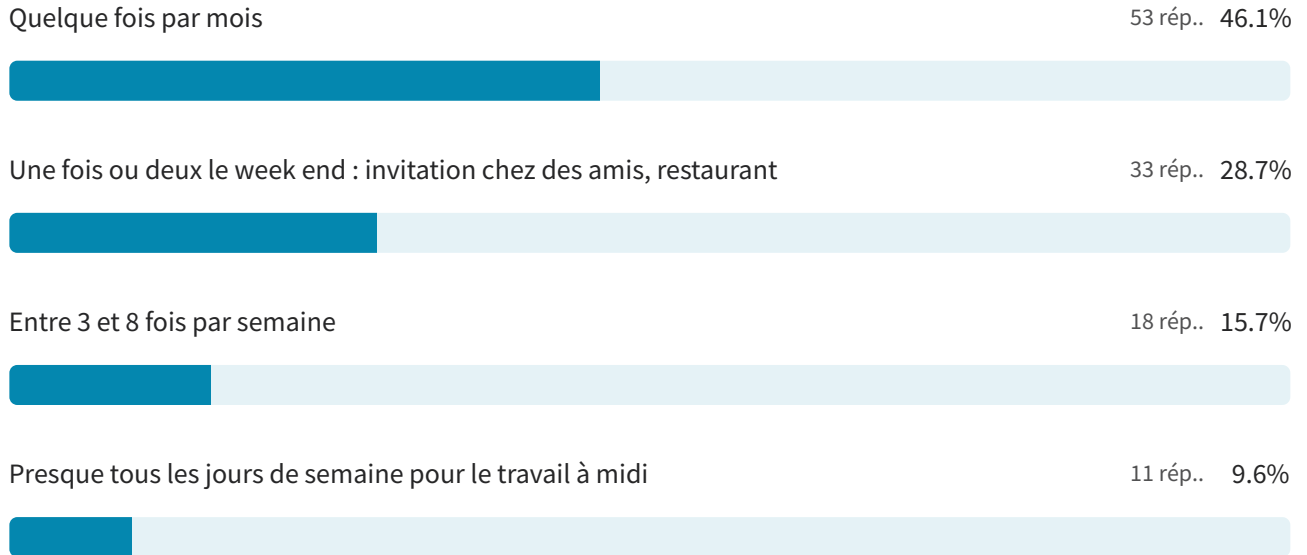 Quelque fois par mois 53 rép.. 46.1%
Une fois ou deux le week end : invitation chez des amis, restaurant 33 rép.. 28.7%
Entre 3 et 8 fois par semaine 18 rép.. 15.7%
Presque tous les jours de semaine pour le travail à midi 11 rép.. 9.6%